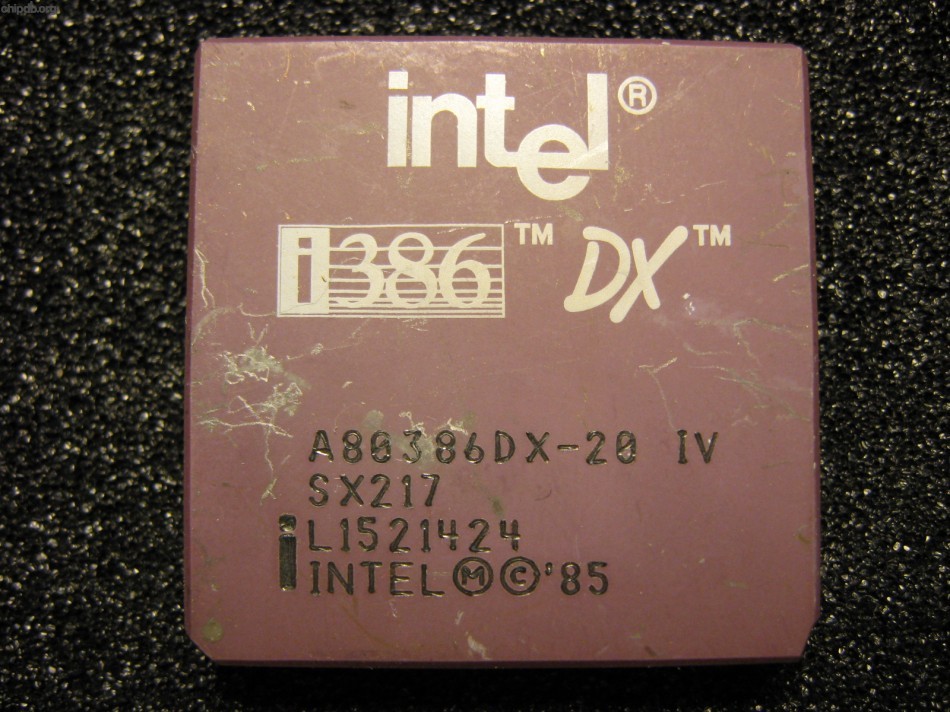 chipdb.org
intel®
i386™ DX™
A80386DX-20 IV
SX217
L1521424
INTEL Ⓜ © '85